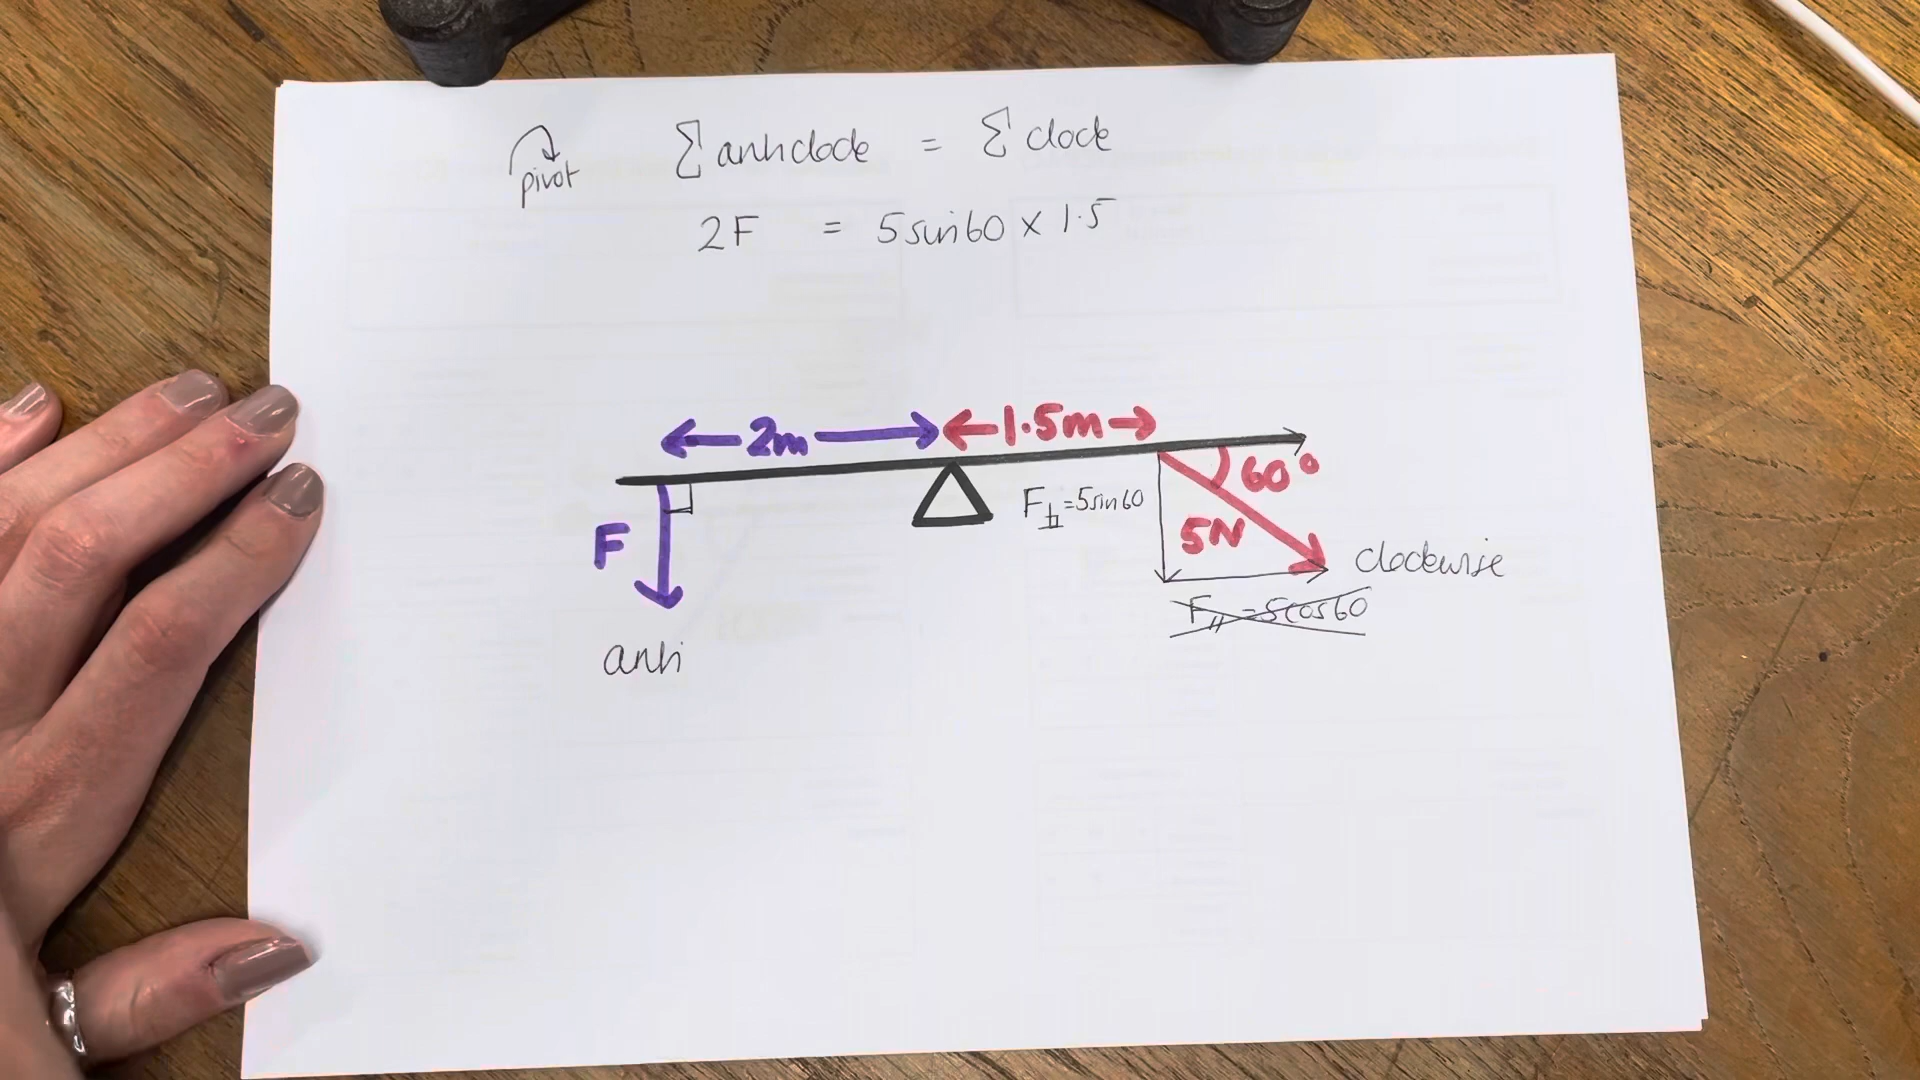 ∑ anticlock = ∑ clock
pivot
2F = 5sin60 x 1.5
2m
1.5m
60°
F⊥=5sin60
F
5N
clockwise
F∥=5cos60
anti